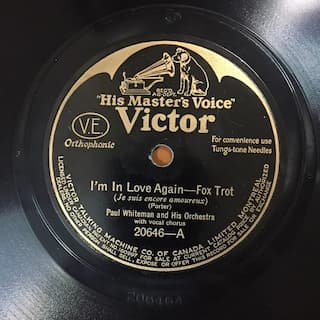 REG'D.
"His Master's Voice"
Victor
VE
Orthophonic
For convenience use
Tungs-tone Needles
I'm In Love Again—Fox Trot
(Je suis encore amoureux)
(Porter)
Paul Whiteman and His Orchestra
with vocal chorus
20646—A
VICTOR TALKING MACHINE CO. OF CANADA, LIMITED, MONTREAL
20646A